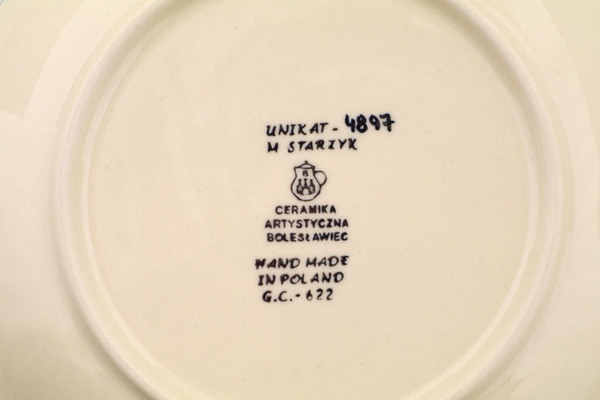 UNIKAT - 4897
M STARZYK
B
CERAMIKA
ARTYSTYCZNA
BOLESŁAWIEC
HAND MADE
IN POLAND
G.C.- 622